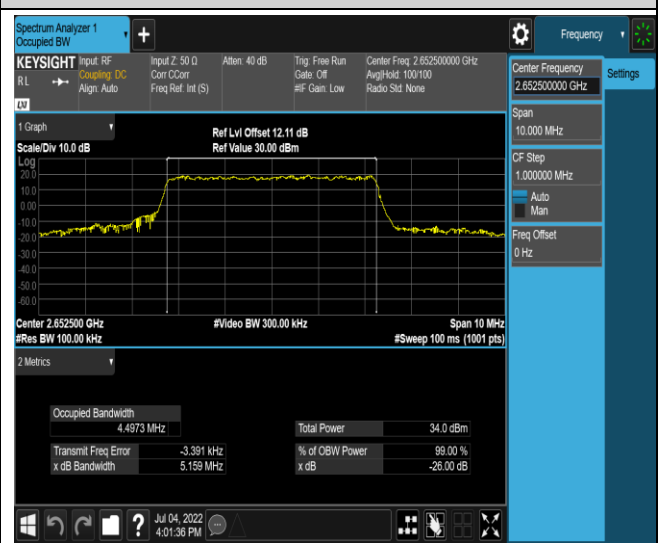 Spectrum Analyzer 1
Occupied BW
Frequency
KEYSIGHT
RL
LXI
Input: RF
Coupling: DC
Align: Auto
Input Z: 50 Ω
Corr CCorr
Freq Ref: Int (S)
Atten: 40 dB
Trig: Free Run
Gate: Off
#IF Gain: Low
Center Freq: 2.652500000 GHz
Avg|Hold: 100/100
Radio Std: None
Center Frequency
2.652500000 GHz
Settings
Span
10.000 MHz
CF Step
1.000000 MHz
Auto
Man
Freq Offset
0 Hz
1 Graph
Scale/Div 10.0 dB
Ref Lvl Offset 12.11 dB
Ref Value 30.00 dBm
Log
20.0
10.0
0.00
-10.0
-20.0
-30.0
-40.0
-50.0
-60.0
Center 2.652500 GHz
#Res BW 100.00 kHz
#Video BW 300.00 kHz
Span 10 MHz
#Sweep 100 ms (1001 pts)
2 Metrics
Occupied Bandwidth
4.4973 MHz
Total Power 34.0 dBm
Transmit Freq Error -3.391 kHz
% of OBW Power 99.00 %
x dB Bandwidth 5.159 MHz
x dB -26.00 dB
Jul 04, 2022
4:01:36 PM